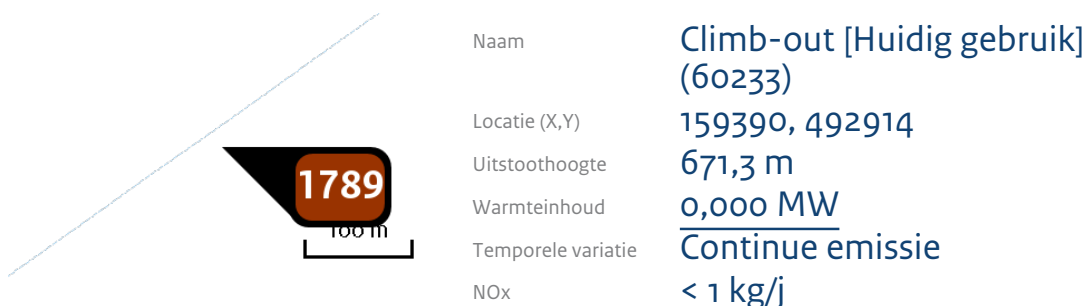 Naam Climb-out [Huidig gebruik]
(60233)
Locatie (X,Y) 159390, 492914
Uitstoothoogte 671,3 m
Warmteinhoud 0,000 MW
Temporele variatie Continue emissie
NOx < 1 kg/j
1789
100 m